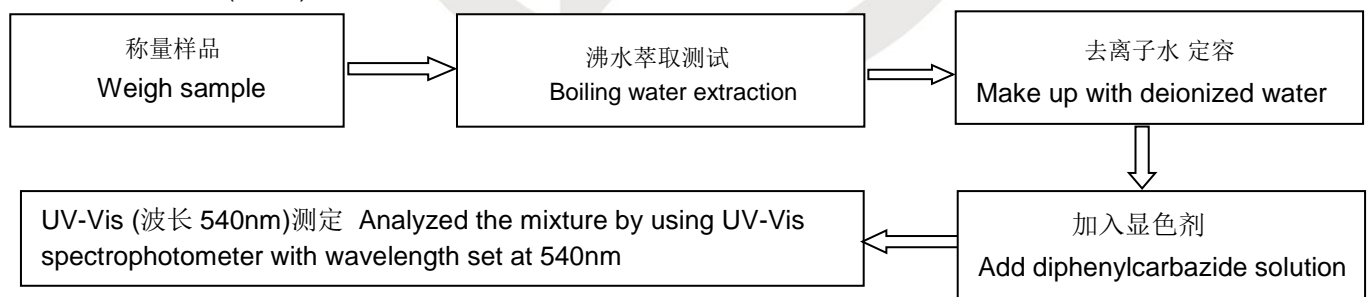 称量样品
Weigh sample
沸水萃取测试
Boiling water extraction
去离子水 定容
Make up with deionized water
加入显色剂
Add diphenylcarbazide solution
UV-Vis (波长 540nm)测定 Analyzed the mixture by using UV-Vis
spectrophotometer with wavelength set at 540nm